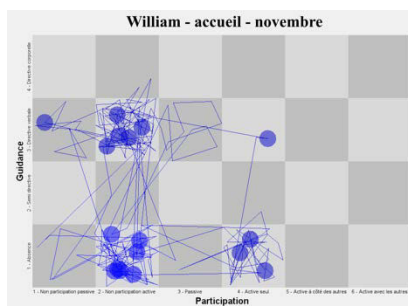 William - accueil - novembre
4 - Directive corporelle
3 - Directive verbale
2 - Semi directive
1 - Absence
Guidance
1 - Non participation passive
2 - Non participation active
3 - Passive
4 - Active seul
5 - Active à côté des autres
6 - Active avec les autres
Participation